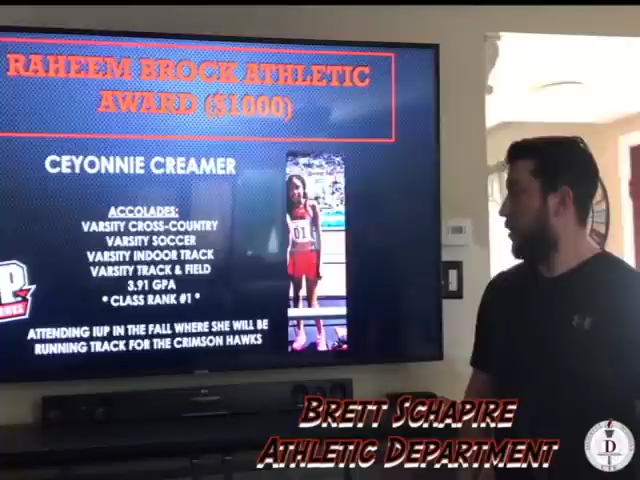 RAHEEM BROCK ATHLETIC
AWARD ($1000)
CEYONNIE CREAMER
ACCOLADES:
VARSITY CROSS-COUNTRY
VARSITY SOCCER
VARSITY INDOOR TRACK
VARSITY TRACK & FIELD
3.91 GPA
* CLASS RANK #1 *
ATTENDING IUP IN THE FALL WHERE SHE WILL BE
RUNNING TRACK FOR THE CRIMSON HAWKS
BRETT SCHAPIRE
ATHLETIC DEPARTMENT
D